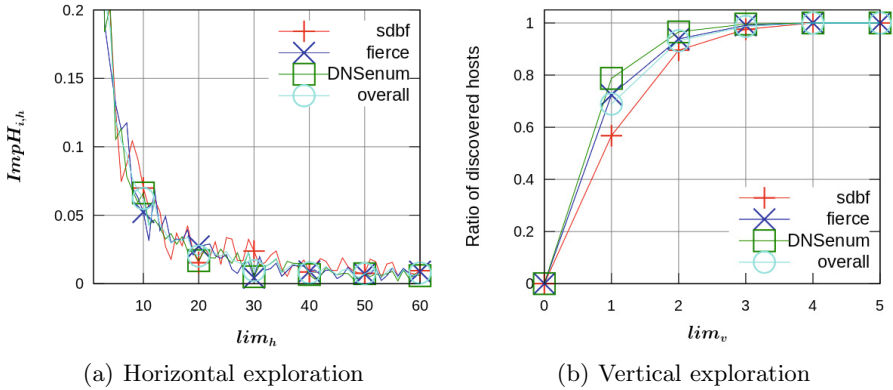 0.2
0.15
0.1
0.05
0
ImpH_{i,h}
sdbf
fierce
DNSenum
overall
10 20 30 40 50 60
lim_h
(a) Horizontal exploration
1
0.8
0.6
0.4
0.2
0
Ratio of discovered hosts
sdbf
fierce
DNSenum
overall
0 1 2 3 4 5
lim_v
(b) Vertical exploration